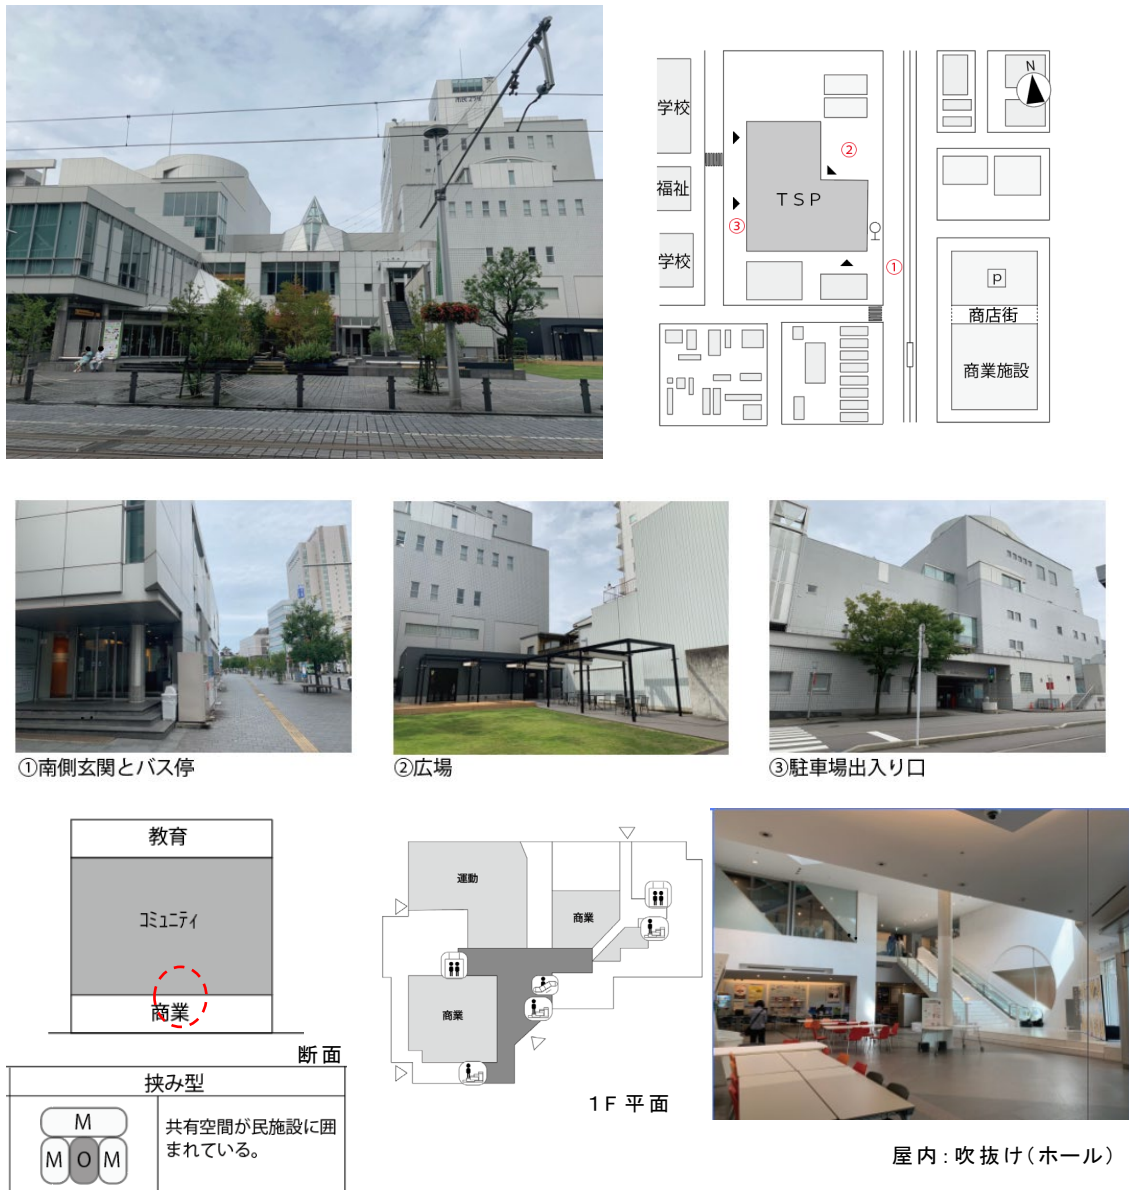 N
学校
②
福祉
TSP
③
学校
①
p
商店街
商業施設
①南側玄関とバス停
②広場
③駐車場出入り口
教育
コミュニティ
商業
断面
挟み型
M
M O M
共有空間が民施設に囲
まれている。
運動
商業
商業
1F 平面
屋内：吹抜け（ホール）